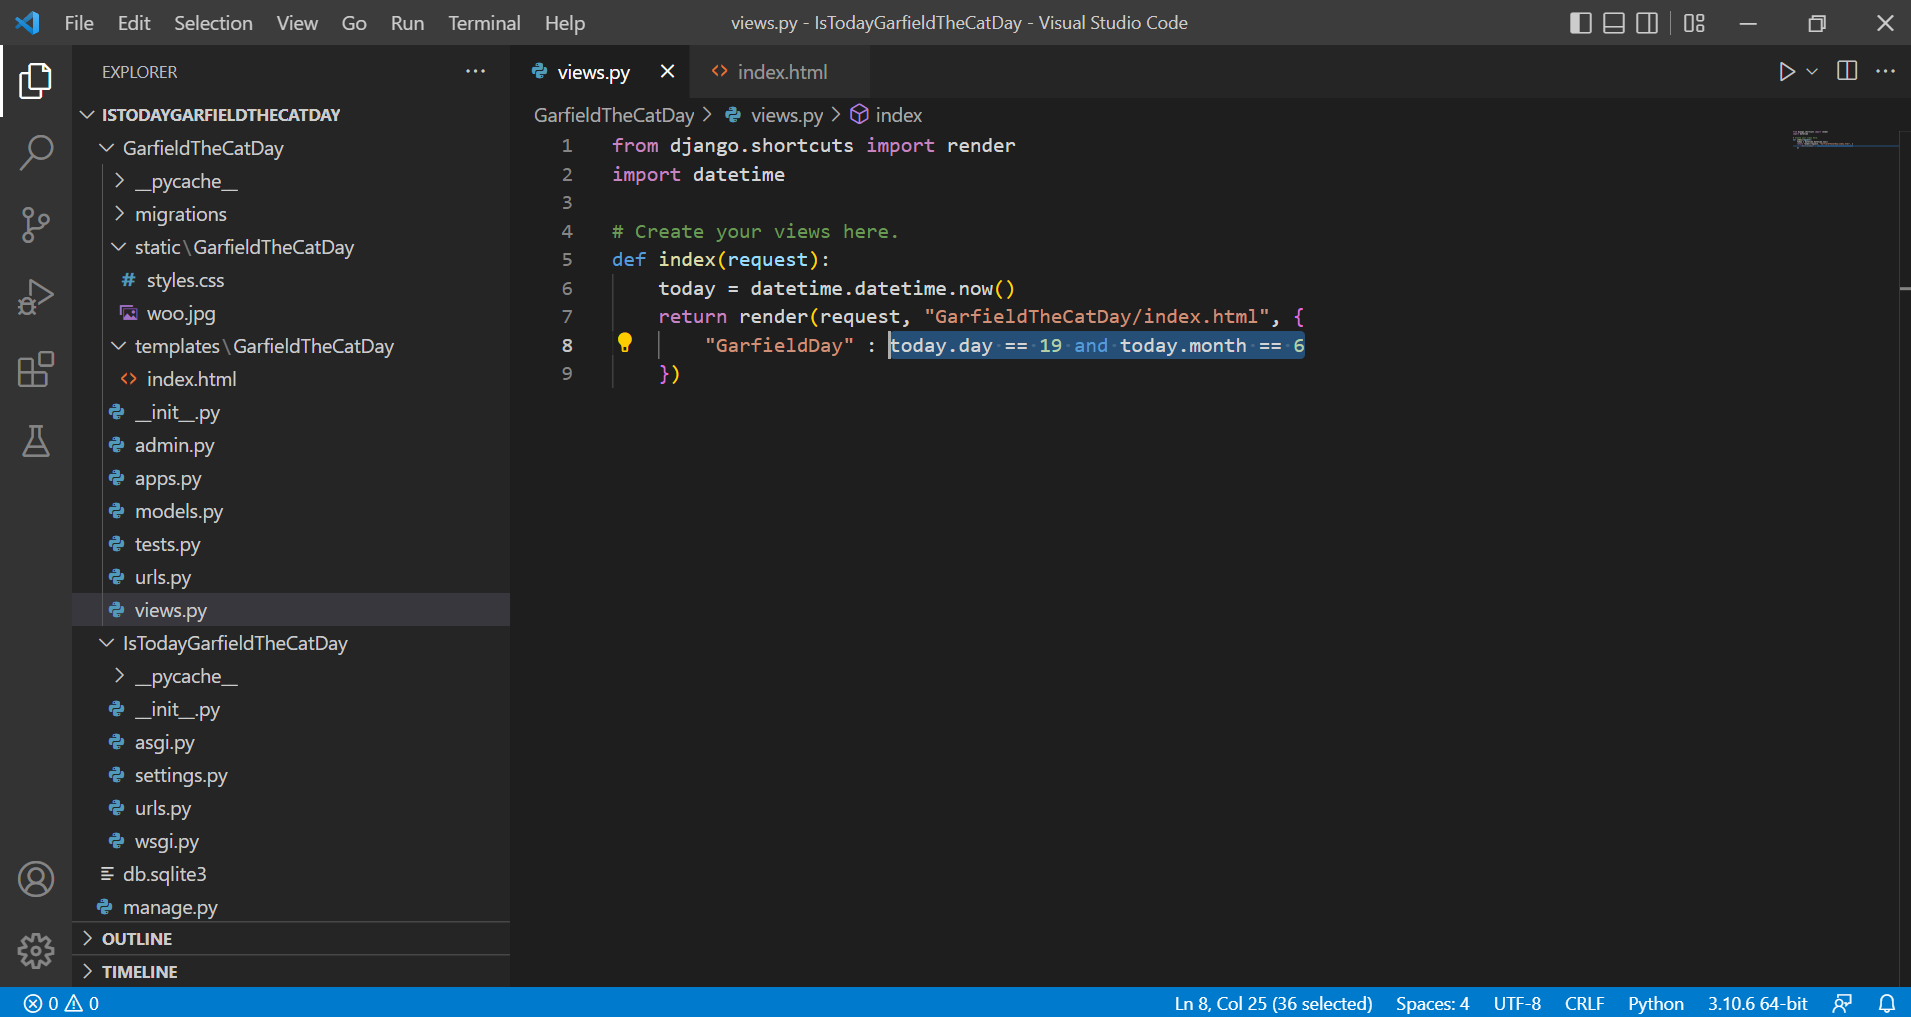 File Edit Selection View Go Run Terminal Help views.py - IsTodayGarfieldTheCatDay - Visual Studio Code
EXPLORER
ISTODAYGARFIELDTHECATDAY
GarfieldTheCatDay
__pycache__
migrations
static\GarfieldTheCatDay
# styles.css
woo.jpg
templates\GarfieldTheCatDay
<> index.html
__init__.py
admin.py
apps.py
models.py
tests.py
urls.py
views.py
IsTodayGarfieldTheCatDay
__pycache__
__init__.py
asgi.py
settings.py
urls.py
wsgi.py
db.sqlite3
manage.py
OUTLINE
TIMELINE
views.py <> index.html
GarfieldTheCatDay > views.py > index
1 from django.shortcuts import render
2 import datetime
3
4 # Create your views here.
5 def index(request):
6 today = datetime.datetime.now()
7 return render(request, "GarfieldTheCatDay/index.html", {
8 "GarfieldDay" : today.day == 19 and today.month == 6
9 })
0 0 Ln 8, Col 25 (36 selected) Spaces: 4 UTF-8 CRLF Python 3.10.6 64-bit